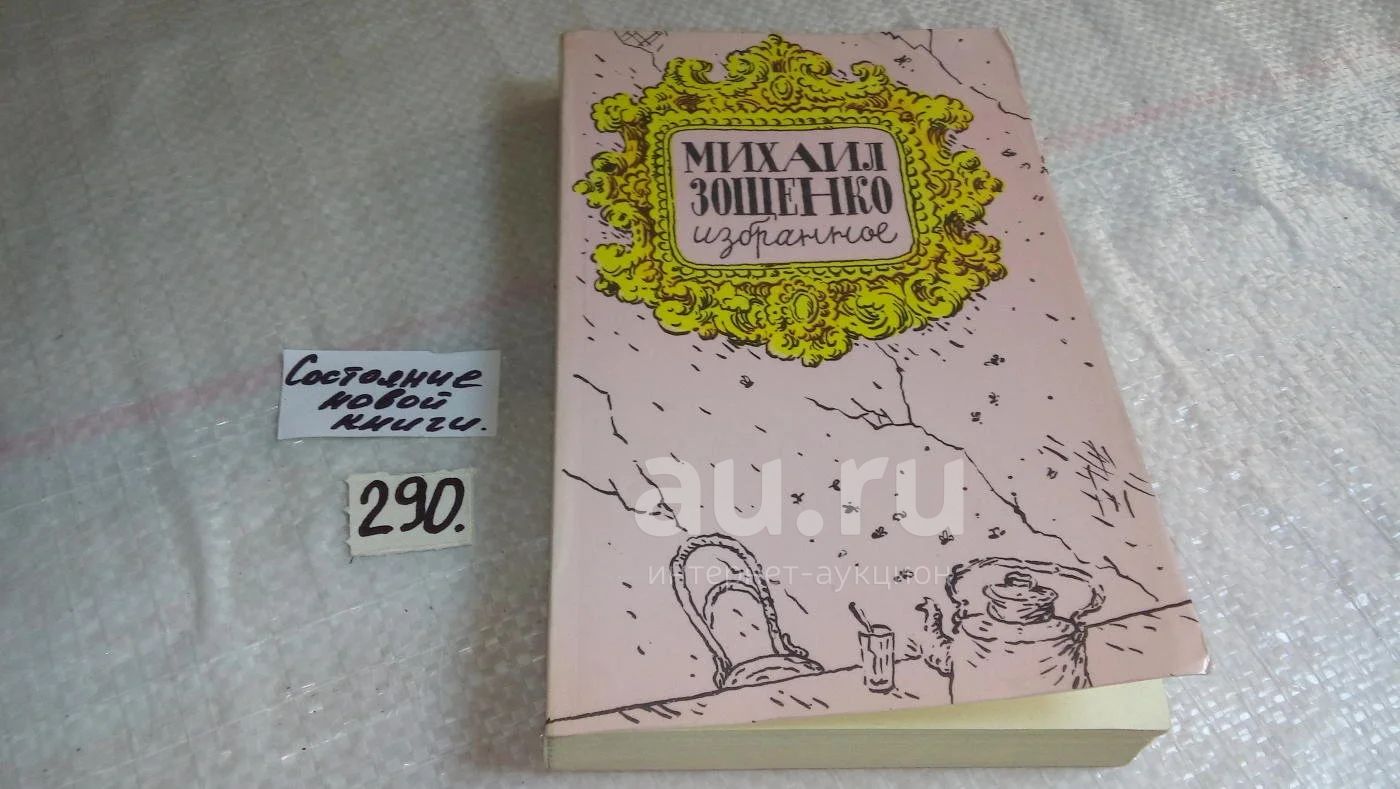 МИХАИЛ
ЗОЩЕНКО
избранное
Состояние
новой
книги.
290.
au.ru
интернет-аукцион